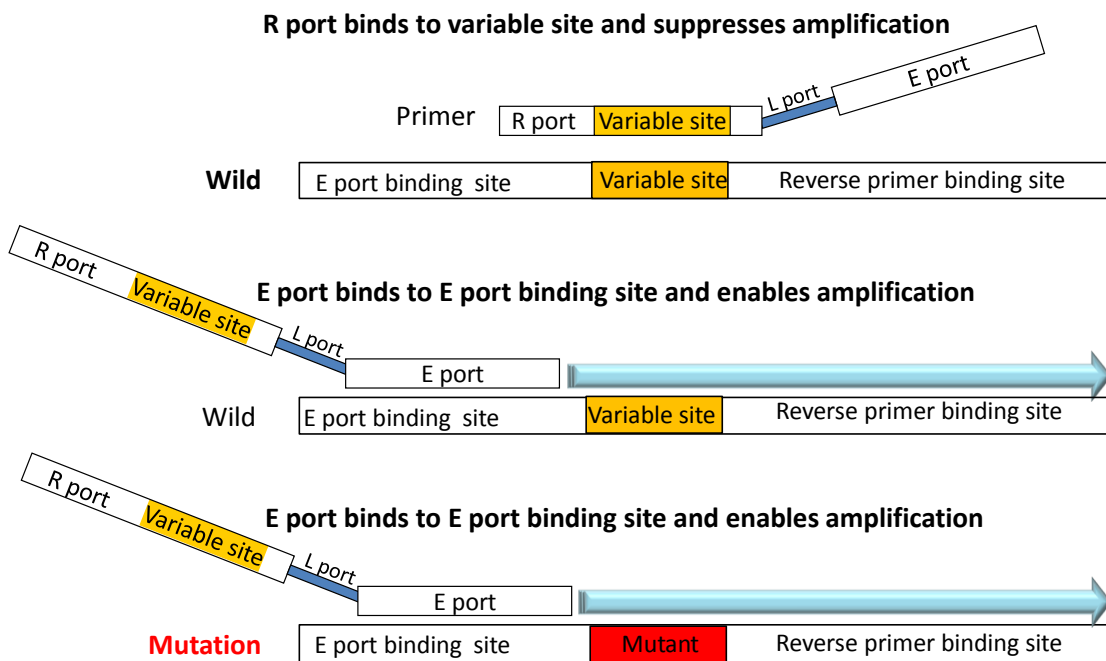 R port binds to variable site and suppresses amplification
E port
L port
Primer
R port
Variable site
Wild
E port binding site
Variable site
Reverse primer binding site
R port
Variable site
E port binds to E port binding site and enables amplification
L port
E port
Wild
E port binding site
Variable site
Reverse primer binding site
R port
Variable site
E port binds to E port binding site and enables amplification
L port
E port
Mutation
E port binding site
Mutant
Reverse primer binding site